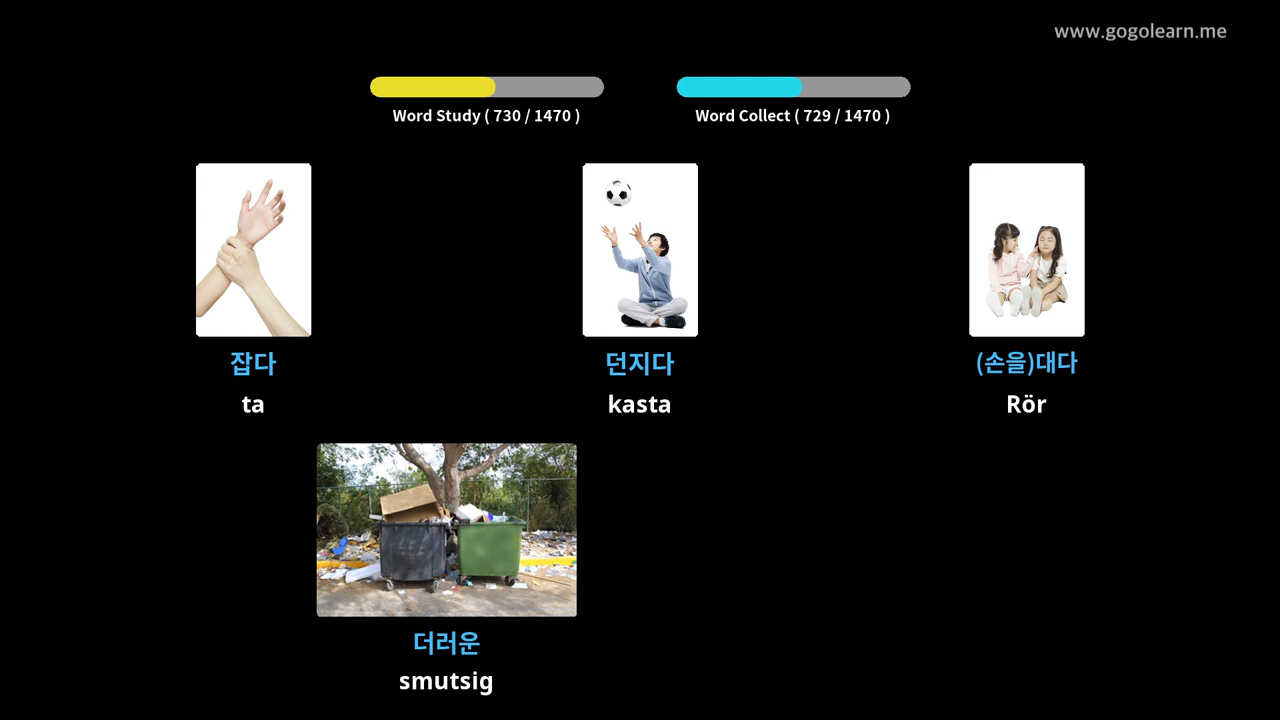 www.gogolearn.me
Word Study ( 730 / 1470 )
Word Collect ( 729 / 1470 )
잡다
ta
던지다
kasta
(손을)대다
Rör
더러운
smutsig